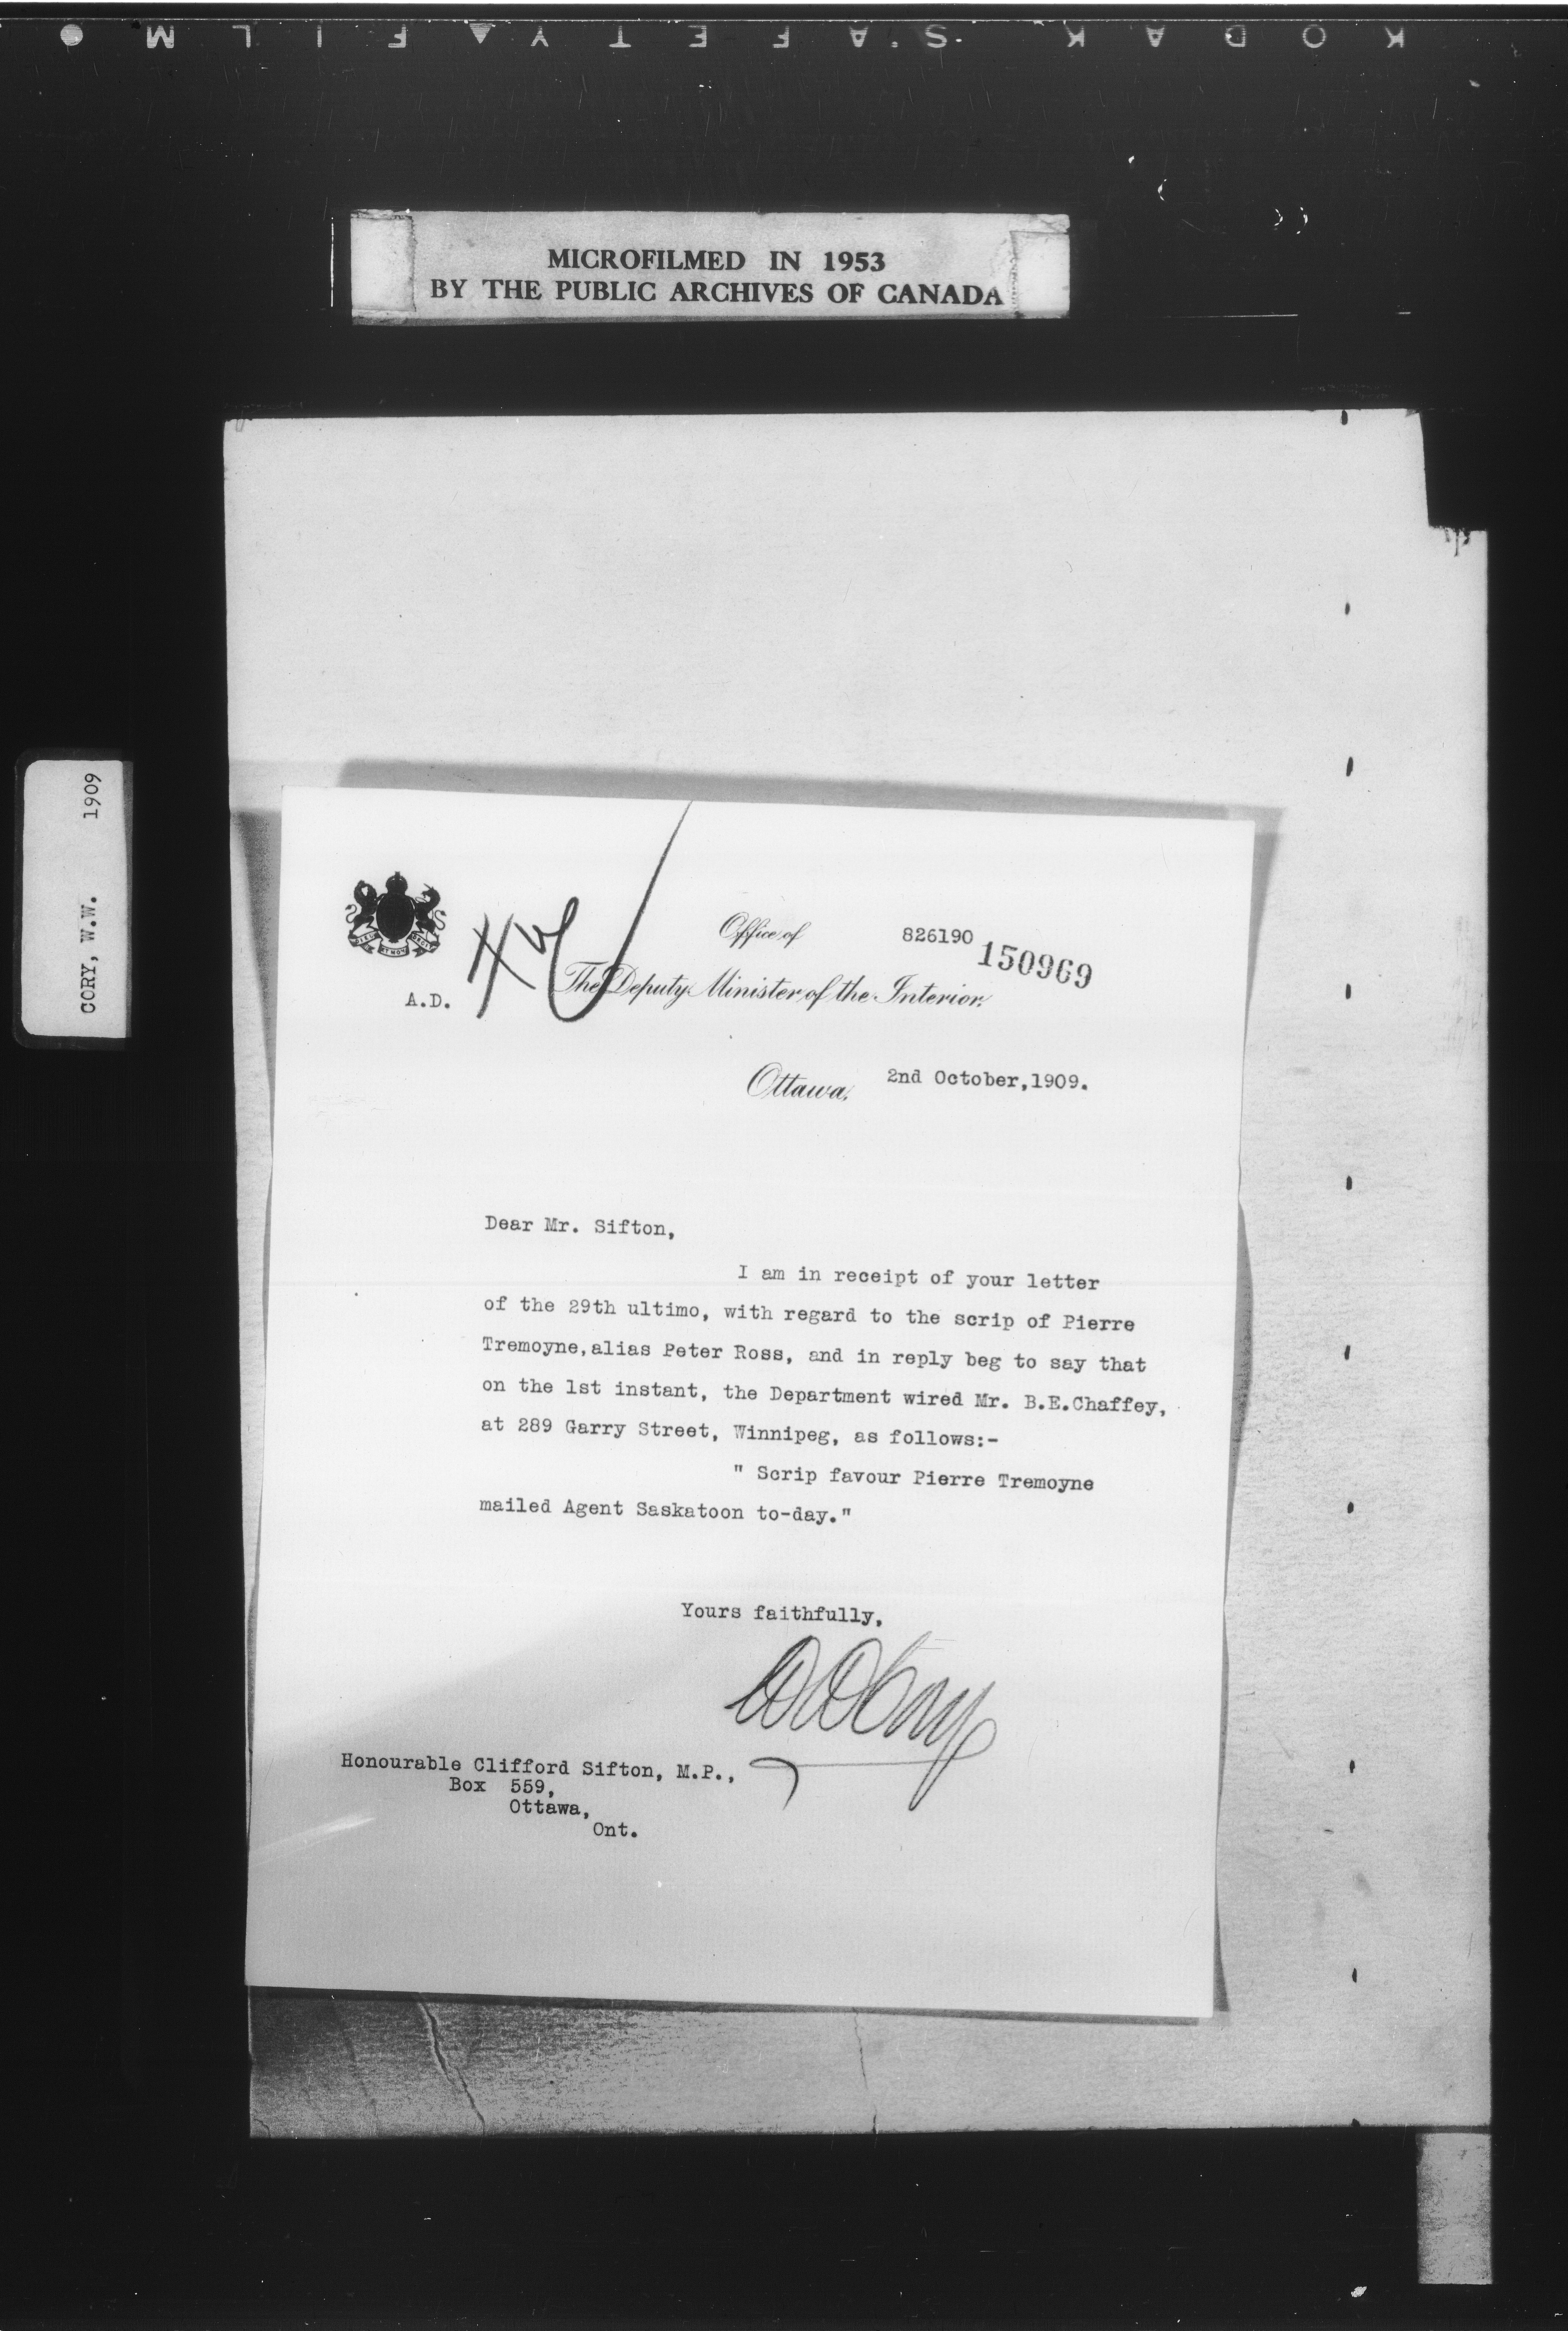 KODAK SAFETY FILM
MICROFILMED IN 1953
BY THE PUBLIC ARCHIVES OF CANADA
CORY, W.W. 1909
Office of
826190
150969
The Deputy Minister of the Interior.
A.D.
Ottawa, 2nd October,1909.
Dear Mr. Sifton,
I am in receipt of your letter
of the 29th ultimo, with regard to the scrip of Pierre
Tremoyne,alias Peter Ross, and in reply beg to say that
on the 1st instant, the Department wired Mr. B.E.Chaffey,
at 289 Garry Street, Winnipeg, as follows:-
" Scrip favour Pierre Tremoyne
mailed Agent Saskatoon to-day."
Yours faithfully,
WWCory
Honourable Clifford Sifton, M.P.,
Box 559,
Ottawa,
Ont.